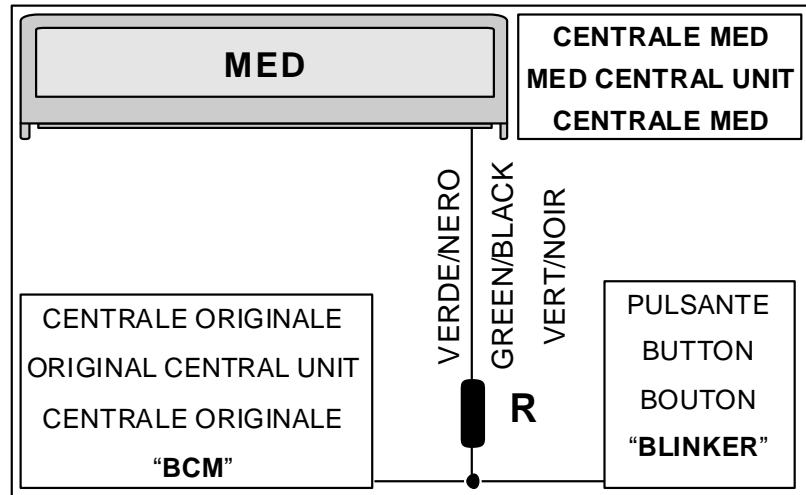 MED
CENTRALE MED
MED CENTRAL UNIT
CENTRALE MED
VERDE/NERO
GREEN/BLACK
VERT/NOIR
R
CENTRALE ORIGINALE
ORIGINAL CENTRAL UNIT
CENTRALE ORIGINALE
“BCM”
PULSANTE
BUTTON
BOUTON
“BLINKER”